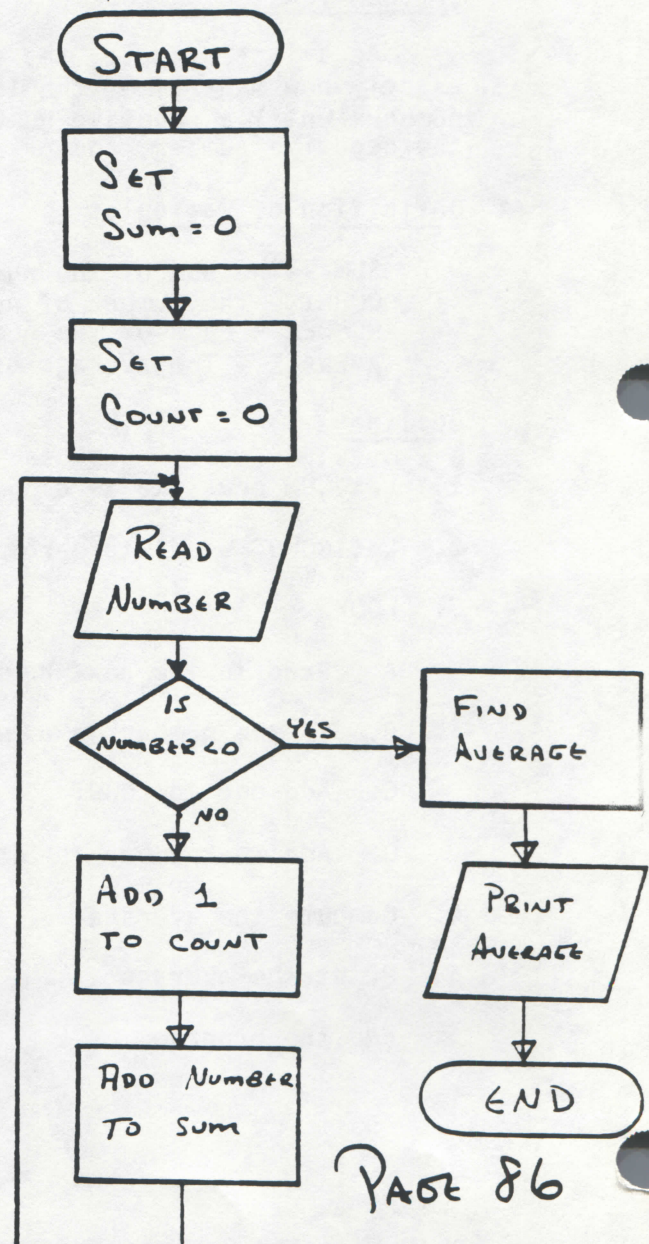 START
SET
SUM = 0
SET
COUNT = 0
READ
NUMBER
IS
NUMBER<0
YES
NO
ADD 1
TO COUNT
ADD NUMBER
TO SUM
FIND
AVERAGE
PRINT
AVERAGE
END
PAGE 86